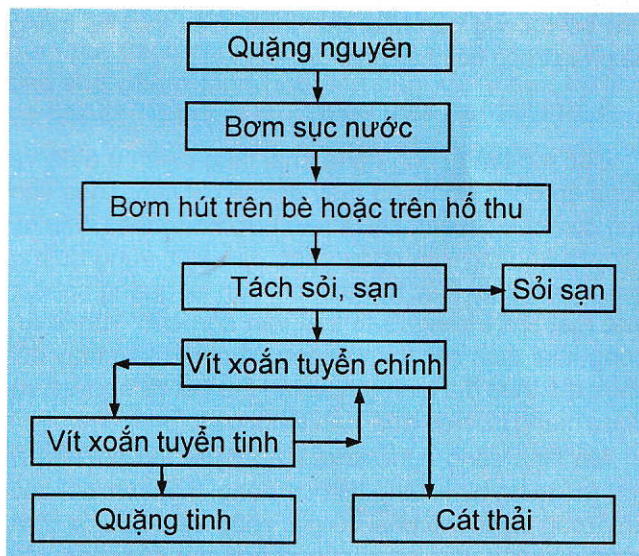 Quặng nguyên
Bơm sục nước
Bơm hút trên bè hoặc trên hố thu
Tách sỏi, sạn
Sỏi sạn
Vít xoắn tuyển chính
Vít xoắn tuyển tinh
Quặng tinh
Cát thải